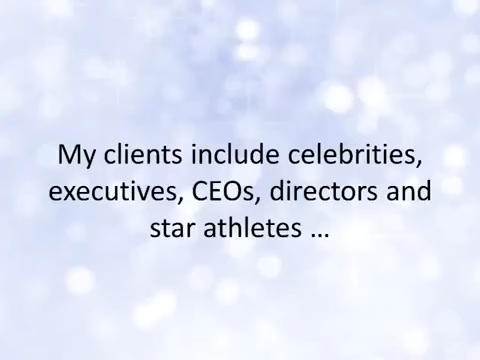 My clients include celebrities,
executives, CEOs, directors and
star athletes ...